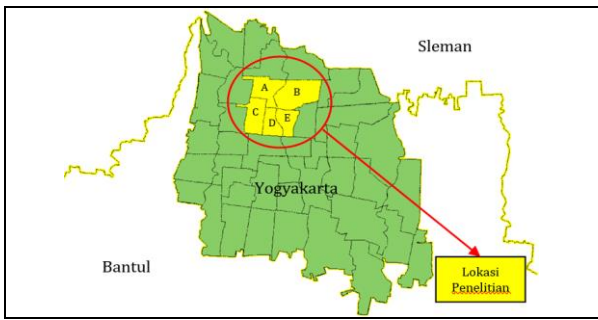 Sleman
A
B
C
D
E
Yogyakarta
Bantul
Lokasi
Penelitian